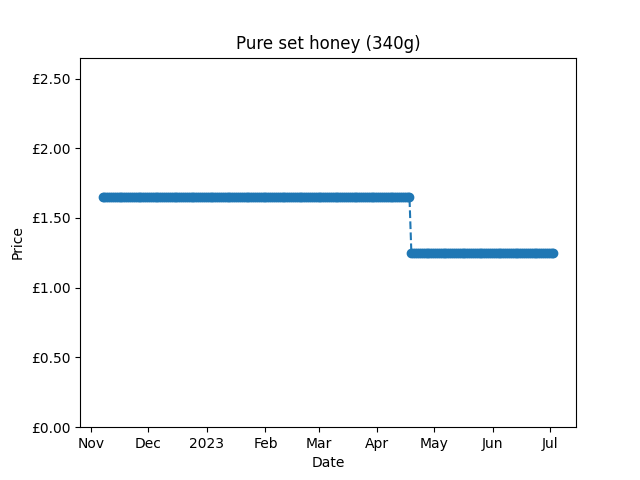 Pure set honey (340g)
£2.50
£2.00
£1.50
£1.00
£0.50
£0.00
Price
Nov Dec 2023 Feb Mar Apr May Jun Jul
Date